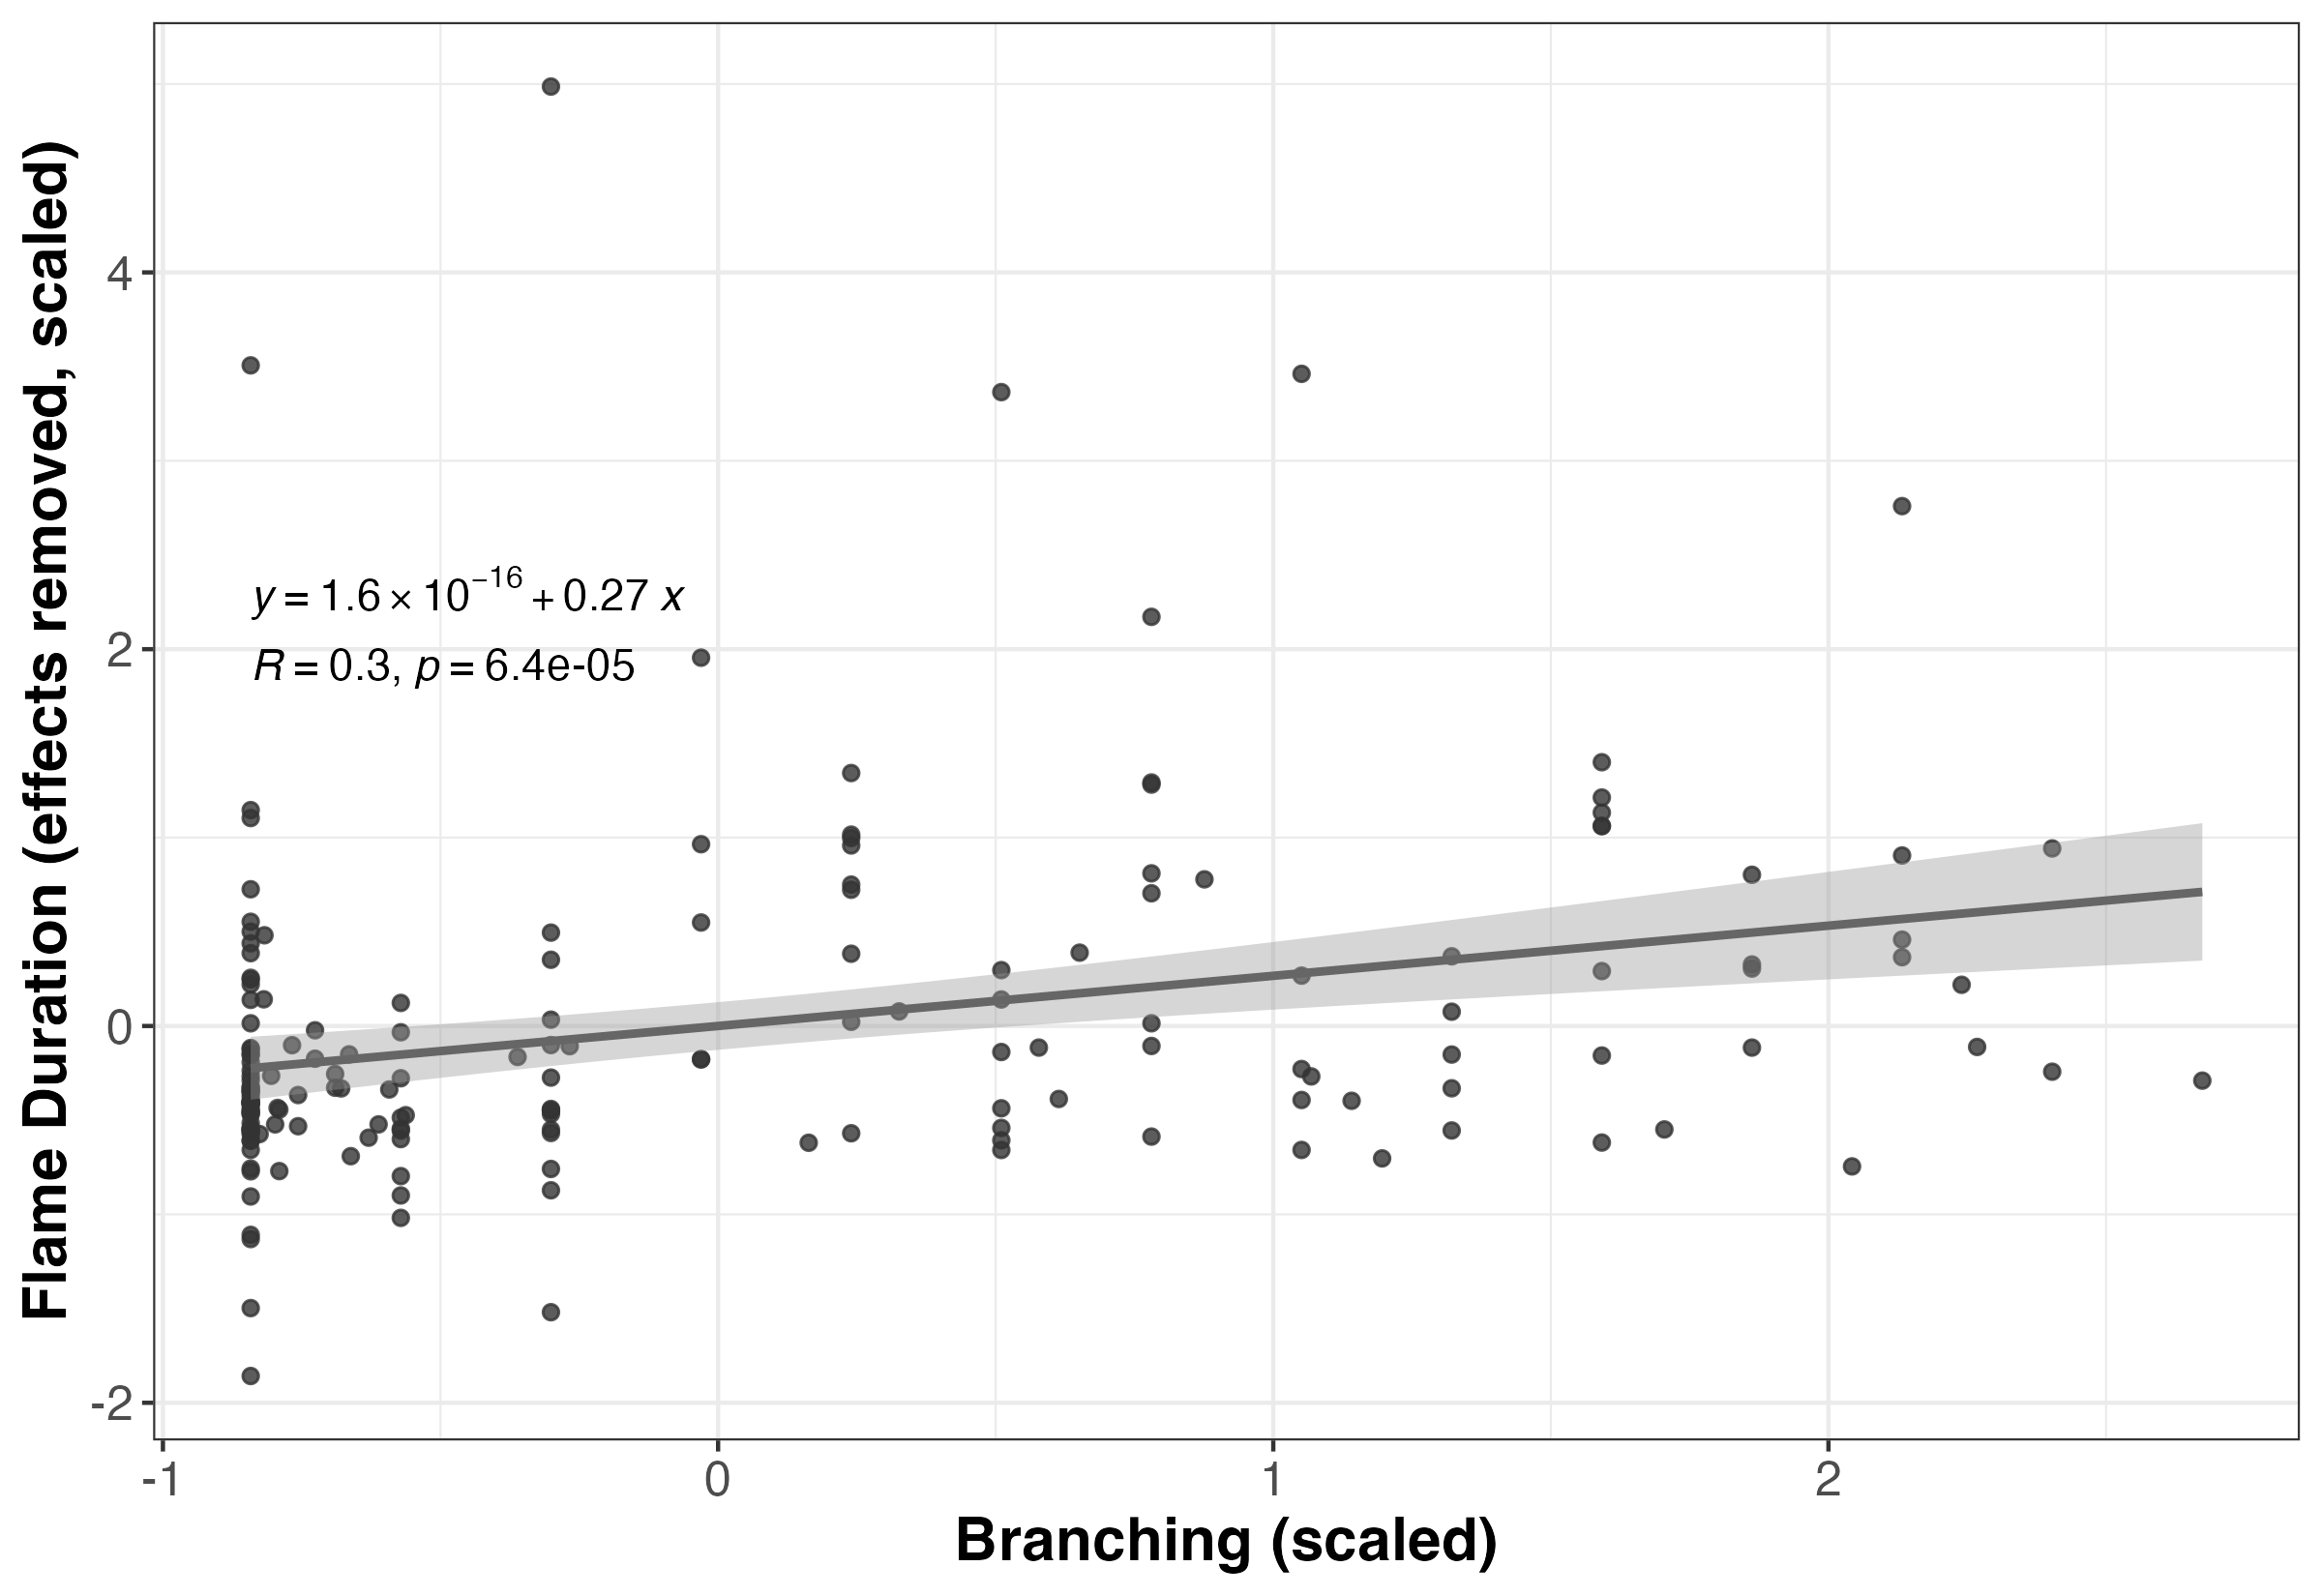 Flame Duration (effects removed, scaled)
4
2
0
-2
y = 1.6 × 10⁻¹⁶ + 0.27 x
R = 0.3, p = 6.4e-05
-1 0 1 2
Branching (scaled)